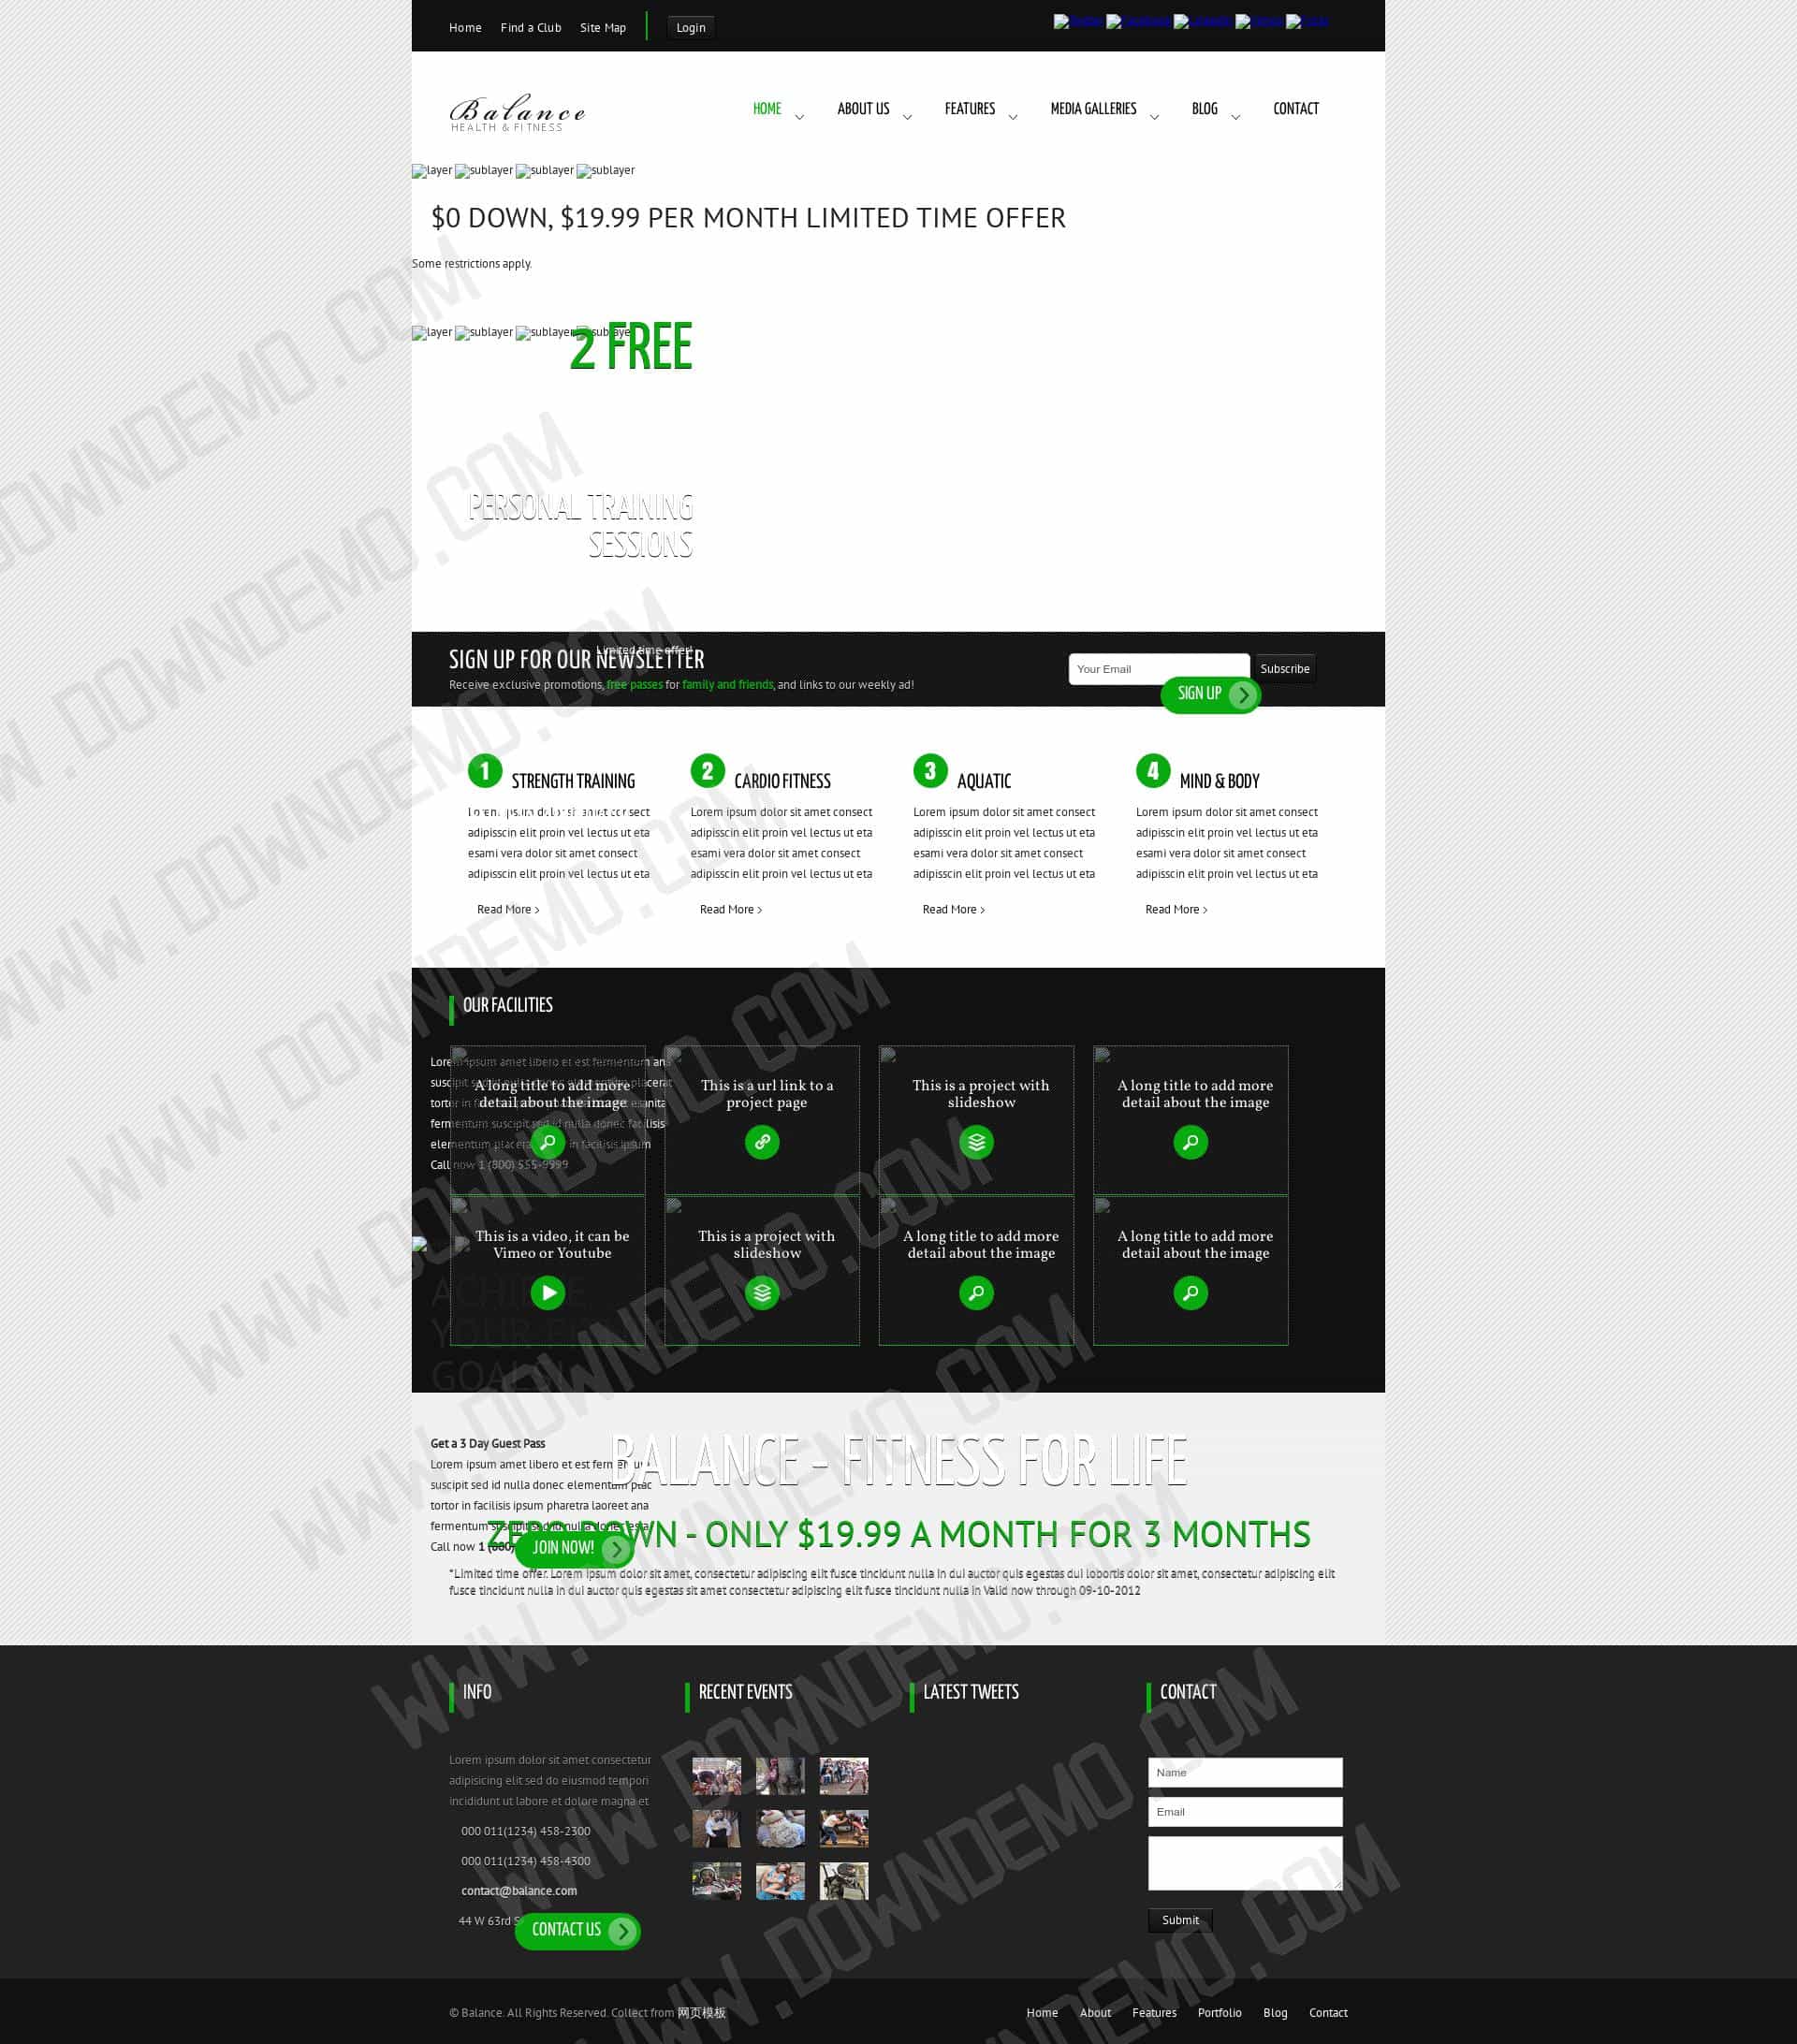 Home Find a Club Site Map Login
Balance
HEALTH & FITNESS
HOME ABOUT US FEATURES MEDIA GALLERIES BLOG CONTACT
layer sublayer sublayer sublayer
$0 DOWN, $19.99 PER MONTH LIMITED TIME OFFER
Some restrictions apply.
layer sublayer sublayer sublayer
2 FREE
PERSONAL TRAINING
SESSIONS
Limited time offer!
SIGN UP FOR OUR NEWSLETTER
Receive exclusive promotions, free passes for family and friends, and links to our weekly ad!
Your Email Subscribe
SIGN UP
1 STRENGTH TRAINING
Lorem ipsum dolor sit amet consect
adipisscin elit proin vel lectus ut eta
esami vera dolor sit amet consect
adipisscin elit proin vel lectus ut eta
Read More
2 CARDIO FITNESS
Lorem ipsum dolor sit amet consect
adipisscin elit proin vel lectus ut eta
esami vera dolor sit amet consect
adipisscin elit proin vel lectus ut eta
Read More
3 AQUATIC
Lorem ipsum dolor sit amet consect
adipisscin elit proin vel lectus ut eta
esami vera dolor sit amet consect
adipisscin elit proin vel lectus ut eta
Read More
4 MIND & BODY
Lorem ipsum dolor sit amet consect
adipisscin elit proin vel lectus ut eta
esami vera dolor sit amet consect
adipisscin elit proin vel lectus ut eta
Read More
OUR FACILITIES
Lorem ipsum amet libero et est fermentum ana
Call now 1 (800) 555-9999
A long title to add more
detail about the image
This is a url link to a
project page
This is a project with
slideshow
A long title to add more
detail about the image
This is a video, it can be
Vimeo or Youtube
This is a project with
slideshow
A long title to add more
detail about the image
A long title to add more
detail about the image
ACHIEVE
YOUR FITNESS
GOALS!
BALANCE - FITNESS FOR LIFE
Get a 3 Day Guest Pass
Lorem ipsum amet libero et est fermentum
suscipit sed id nulla donec elementum plac
tortor in facilisis ipsum pharetra laoreet ana
fermentum suscipit sed id nulla donec esta
Call now 1 (800)
ZERO DOWN - ONLY $19.99 A MONTH FOR 3 MONTHS
JOIN NOW!
*Limited time offer. Lorem ipsum dolor sit amet, consectetur adipiscing elit fusce tincidunt nulla in dui auctor quis egestas dui lobortis dolor sit amet, consectetur adipiscing elit
fusce tincidunt nulla in dui auctor quis egestas sit amet consectetur adipiscing elit fusce tincidunt nulla in Valid now through 09-10-2012
INFO
Lorem ipsum dolor sit amet consectetur
adipisicing elit sed do eiusmod tempori
incididunt ut labore et dolore magna et
000 011(1234) 458-2300
000 011(1234) 458-4300
contact@balance.com
44 W 63rd
CONTACT US
RECENT EVENTS
LATEST TWEETS
CONTACT
Name
Email
Submit
© Balance. All Rights Reserved. Collect from 网页模板
Home About Features Portfolio Blog Contact
WWW.DOWNDEMO.COM